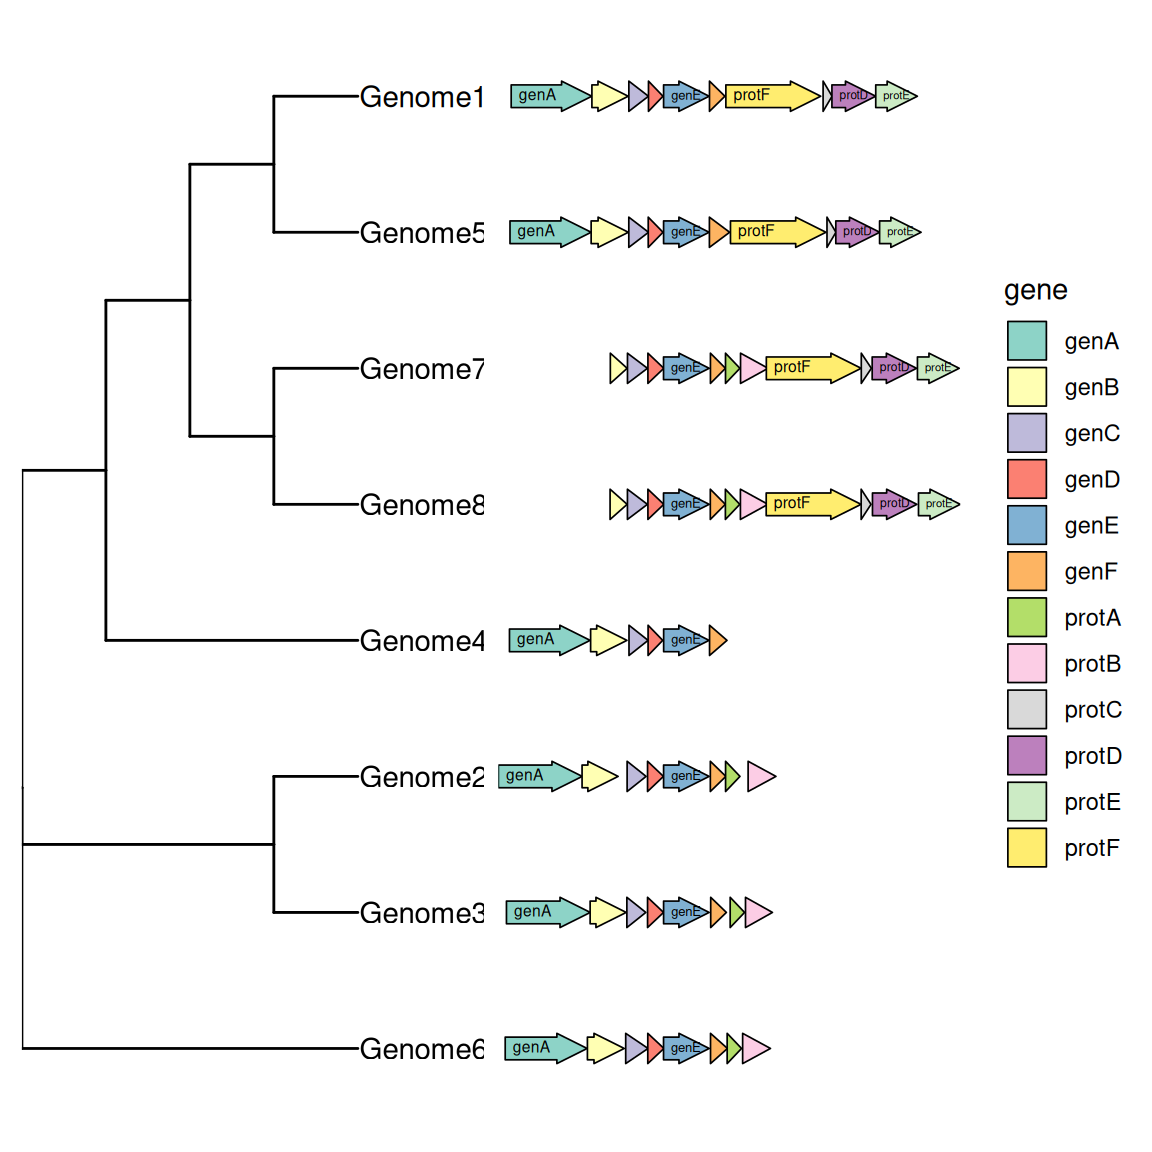 Genome1 genA genE protF protD protE
Genome5 genA genE protF protD protE
Genome7 genE protF protD protE
Genome8 genE protF protD protE
Genome4 genA genE
Genome2 genA genE
Genome3 genA genE
Genome6 genA genE
gene
genA
genB
genC
genD
genE
genF
protA
protB
protC
protD
protE
protF